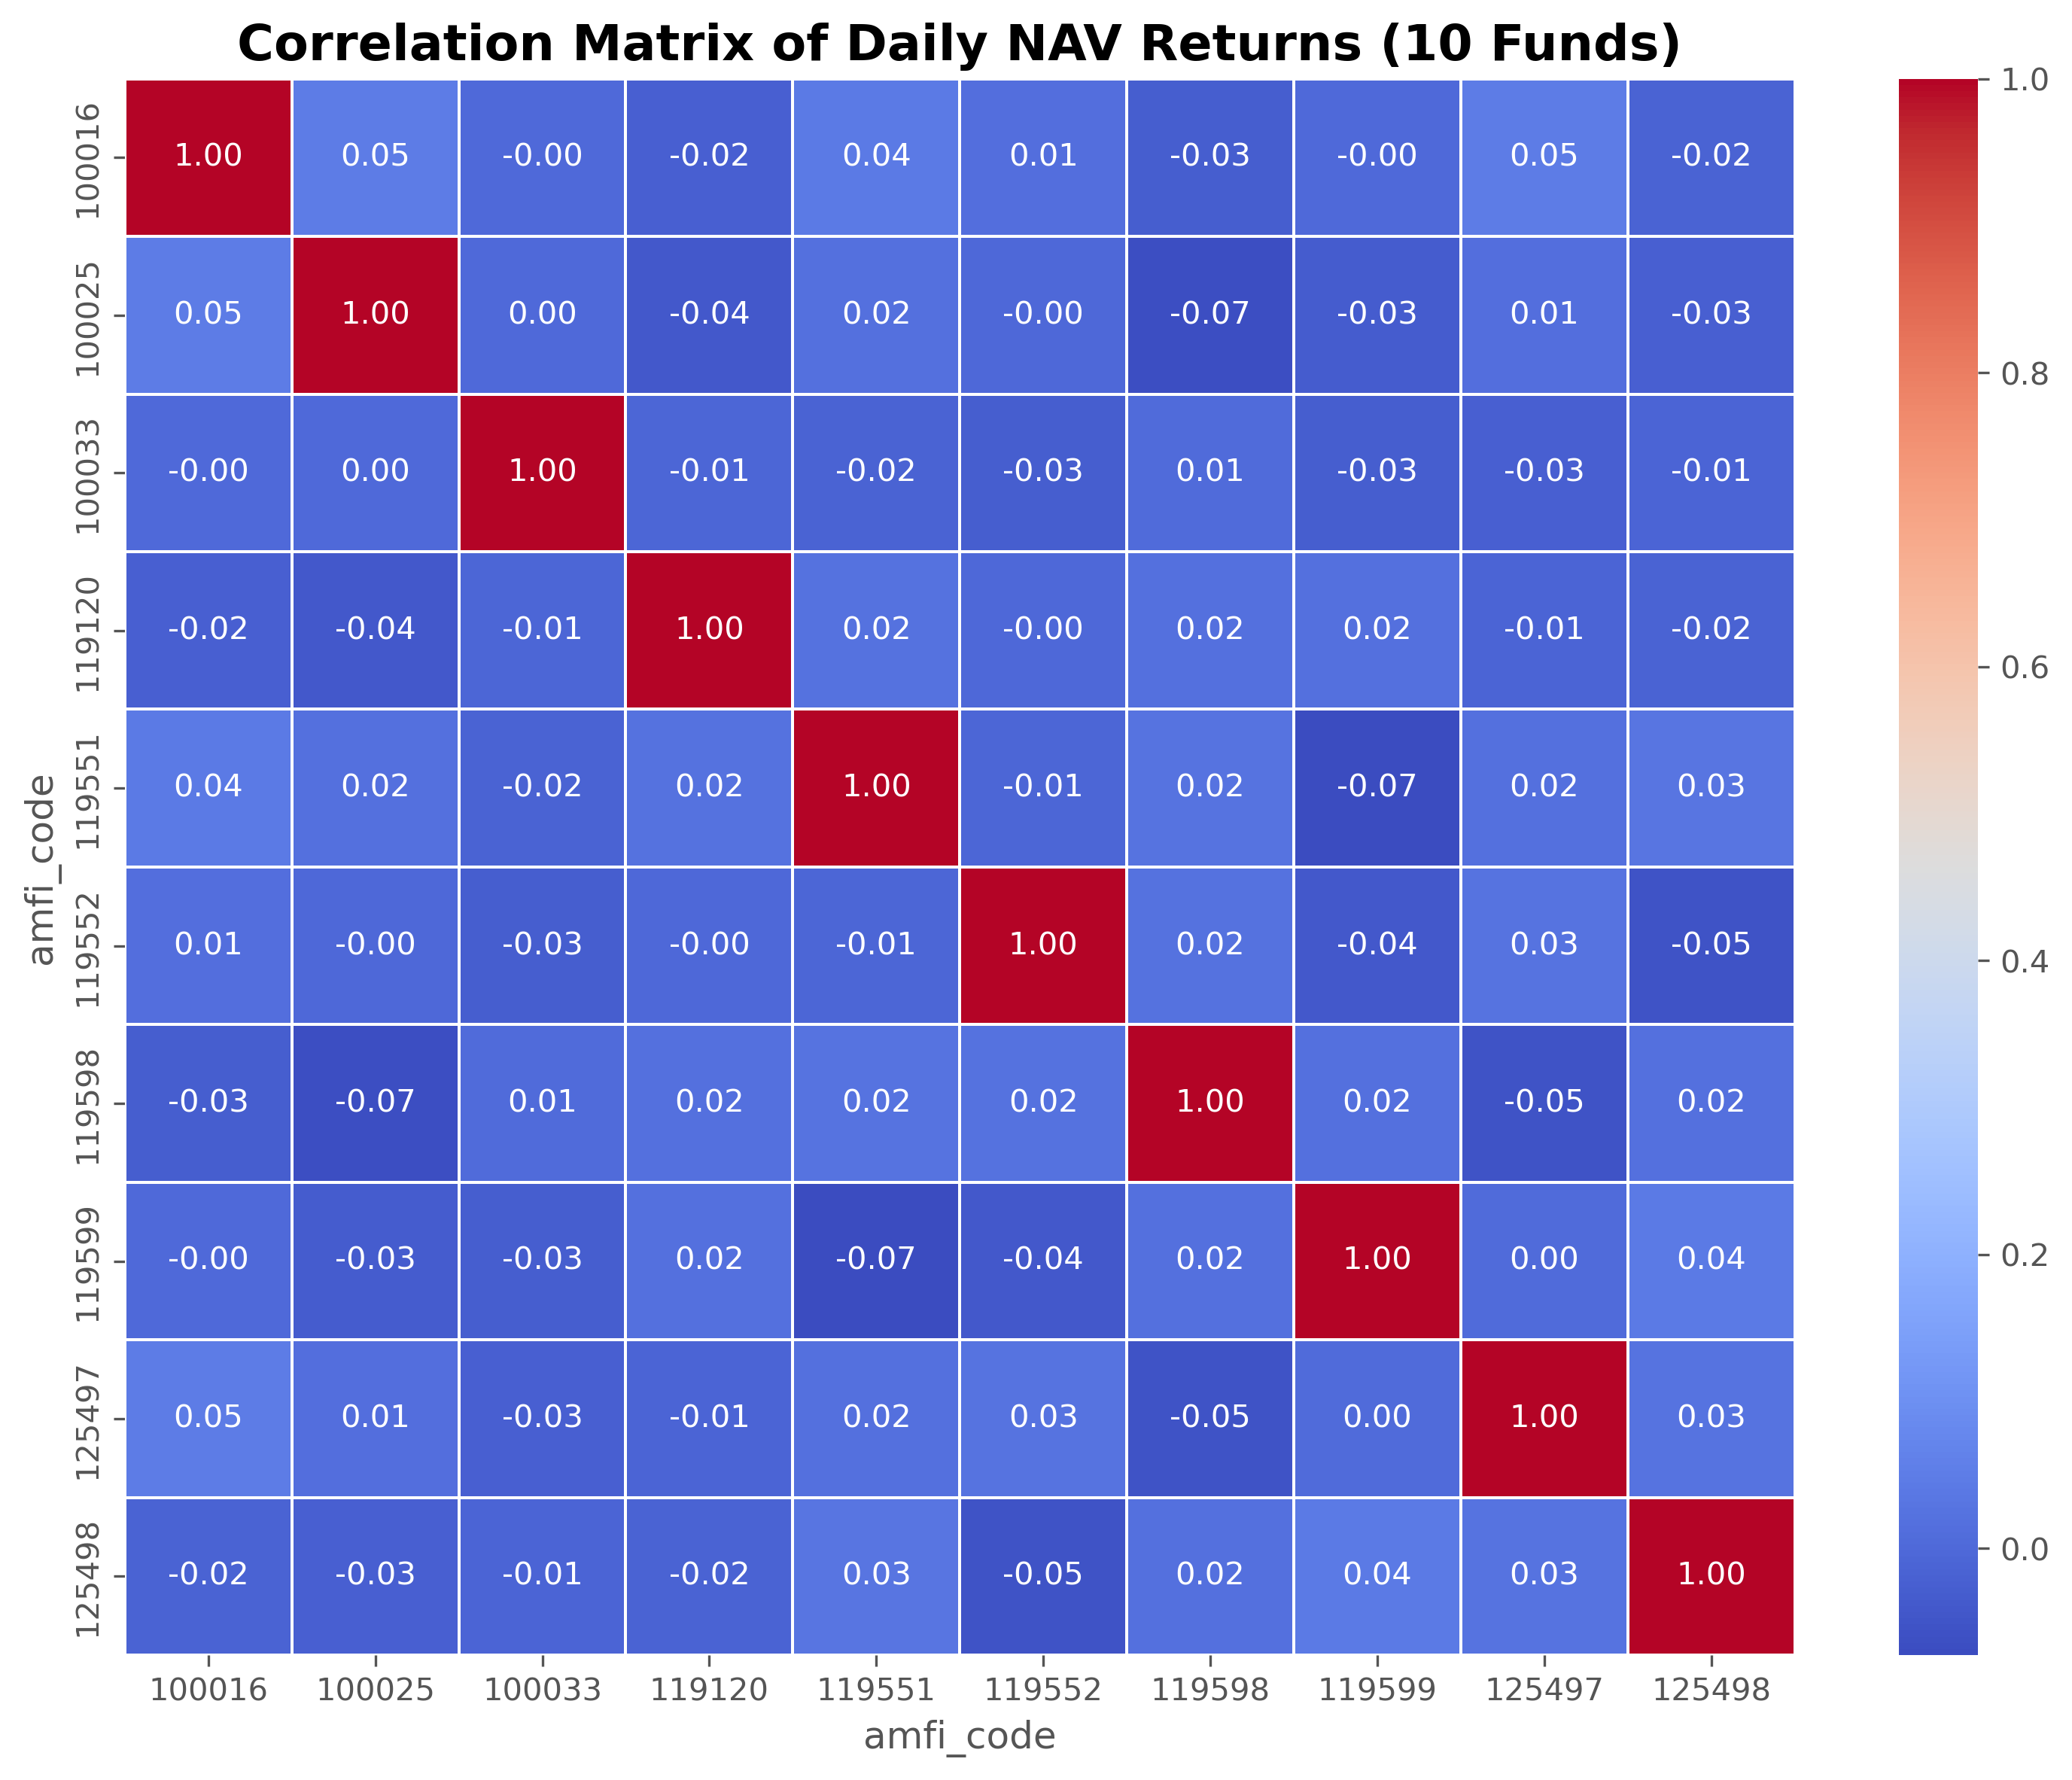 Correlation Matrix of Daily NAV Returns (10 Funds)
amfi_code
100016 1.00 0.05 -0.00 -0.02 0.04 0.01 -0.03 -0.00 0.05 -0.02
100025 0.05 1.00 0.00 -0.04 0.02 -0.00 -0.07 -0.03 0.01 -0.03
100033 -0.00 0.00 1.00 -0.01 -0.02 -0.03 0.01 -0.03 -0.03 -0.01
119120 -0.02 -0.04 -0.01 1.00 0.02 -0.00 0.02 0.02 -0.01 -0.02
119551 0.04 0.02 -0.02 0.02 1.00 -0.01 0.02 -0.07 0.02 0.03
119552 0.01 -0.00 -0.03 -0.00 -0.01 1.00 0.02 -0.04 0.03 -0.05
119598 -0.03 -0.07 0.01 0.02 0.02 0.02 1.00 0.02 -0.05 0.02
119599 -0.00 -0.03 -0.03 0.02 -0.07 -0.04 0.02 1.00 0.00 0.04
125497 0.05 0.01 -0.03 -0.01 0.02 0.03 -0.05 0.00 1.00 0.03
125498 -0.02 -0.03 -0.01 -0.02 0.03 -0.05 0.02 0.04 0.03 1.00
100016 100025 100033 119120 119551 119552 119598 119599 125497 125498
amfi_code
1.0
0.8
0.6
0.4
0.2
0.0